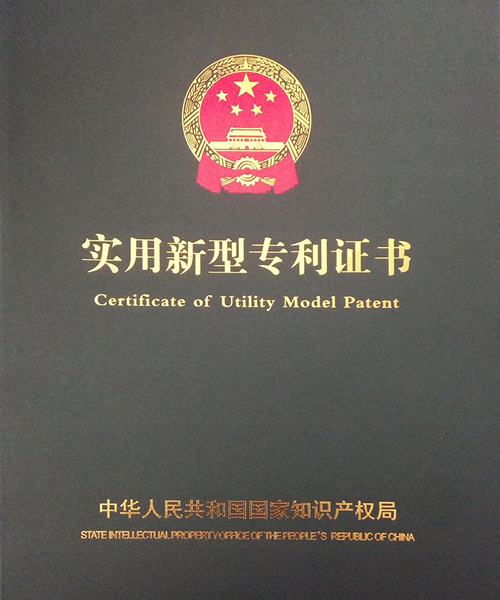 实用新型专利证书
Certificate of Utility Model Patent
中华人民共和国国家知识产权局
STATE INTELLECTUAL PROPERTY OFFICE OF THE PEOPLE'S REPUBLIC OF CHINA